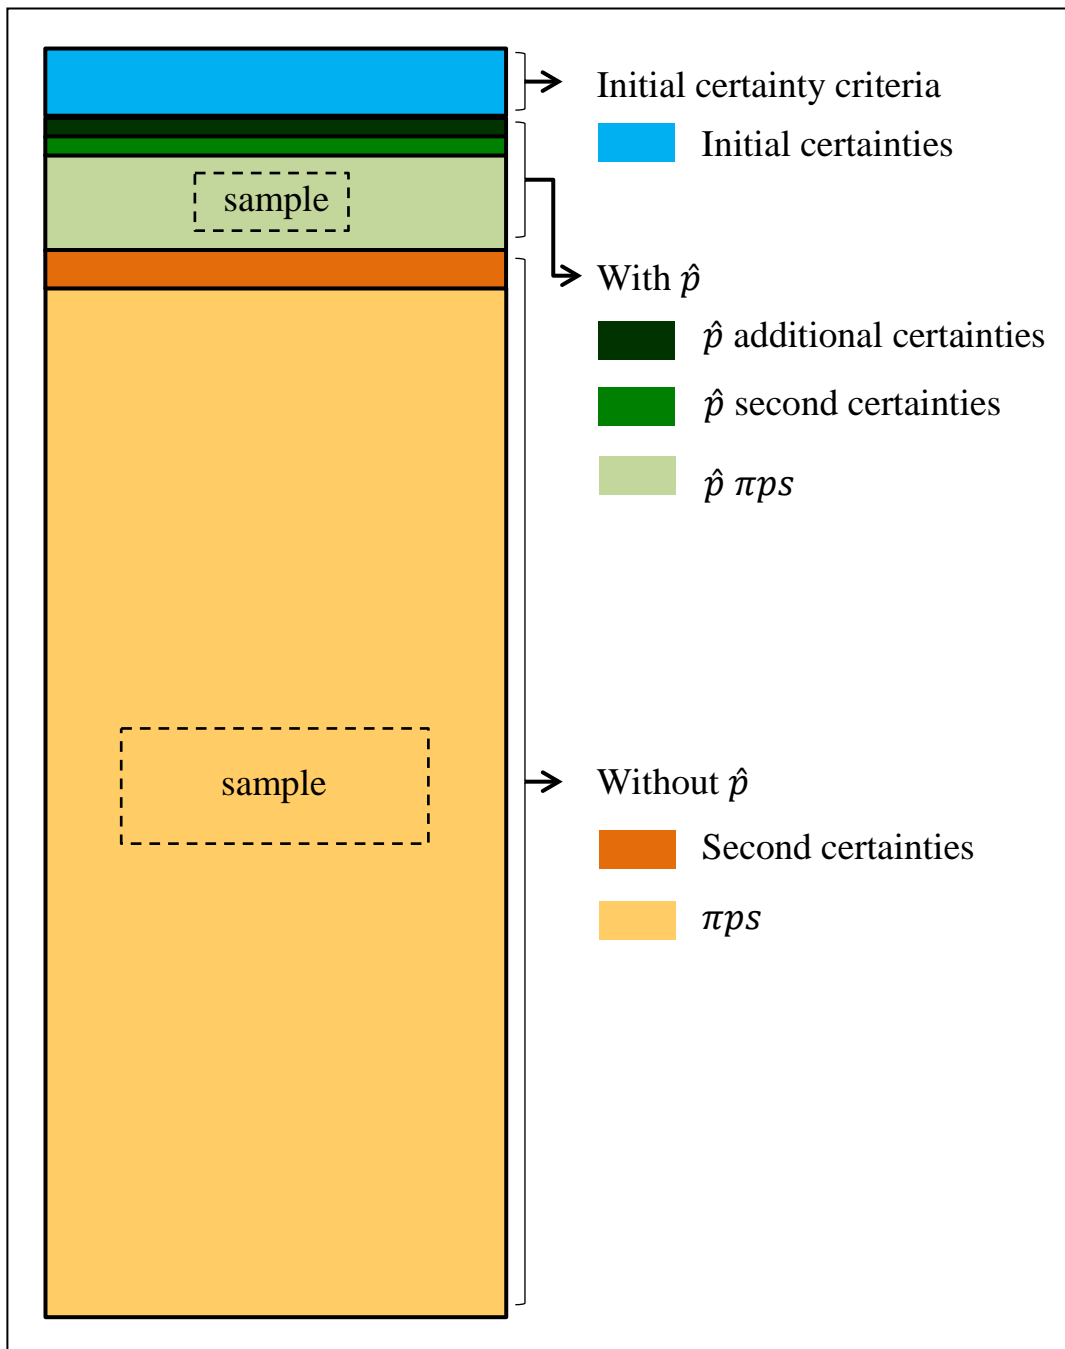 Initial certainty criteria
Initial certainties
sample
With p̂
p̂ additional certainties
p̂ second certainties
p̂ πps
sample
Without p̂
Second certainties
πps